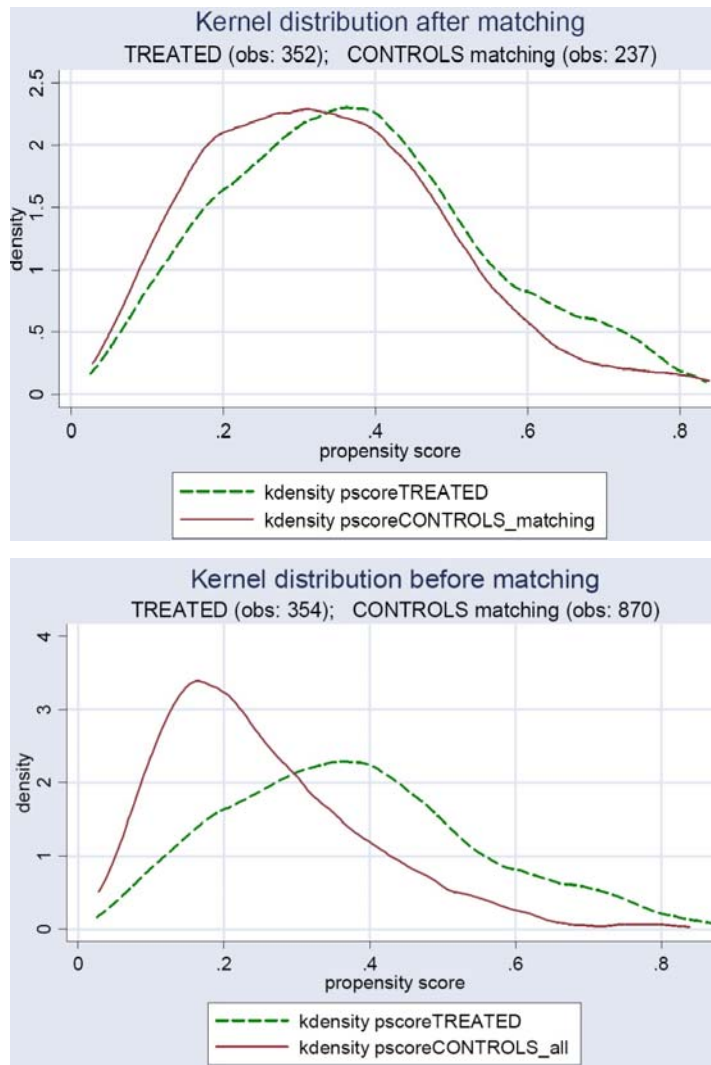 Kernel distribution after matching
TREATED (obs: 352); CONTROLS matching (obs: 237)
density
2.5
2
1.5
1
.5
0
0 .2 .4 .6 .8
propensity score
kdensity pscoreTREATED
kdensity pscoreCONTROLS_matching
Kernel distribution before matching
TREATED (obs: 354); CONTROLS matching (obs: 870)
density
4
3
2
1
0
0 .2 .4 .6 .8
propensity score
kdensity pscoreTREATED
kdensity pscoreCONTROLS_all